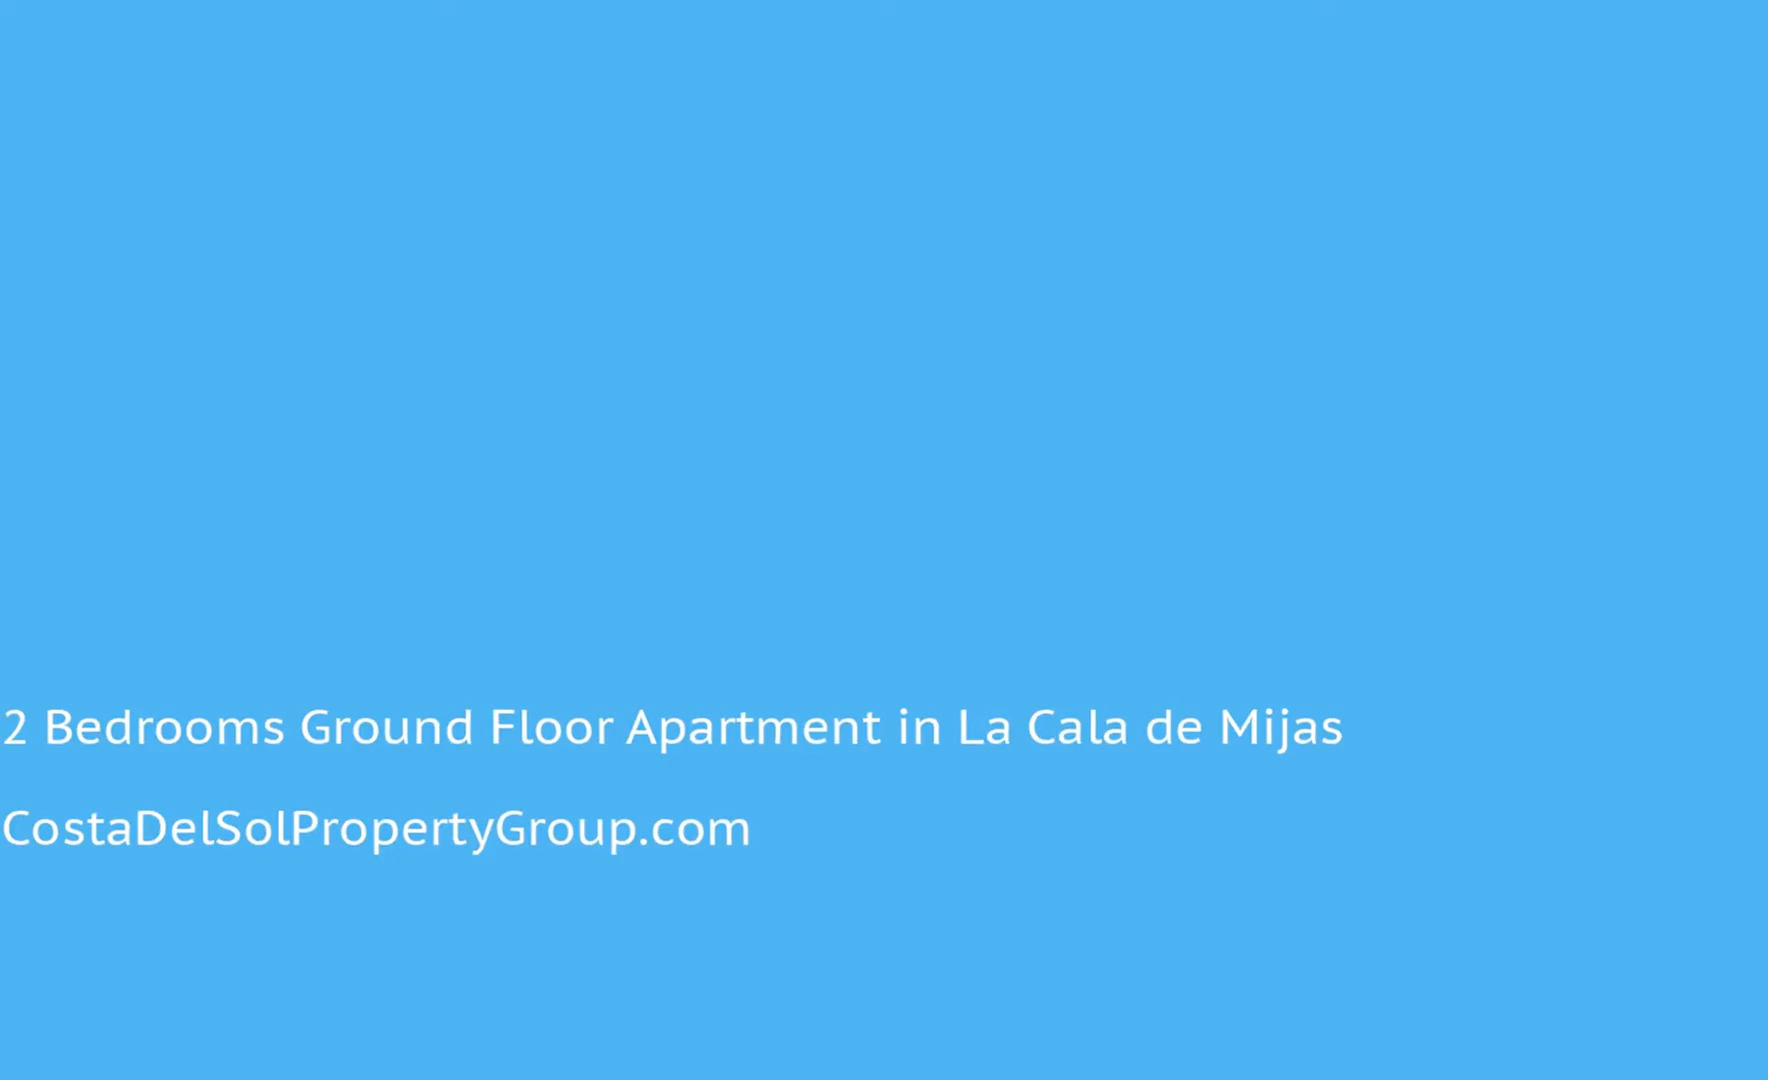 2 Bedrooms Ground Floor Apartment in La Cala de Mijas
CostaDelSolPropertyGroup.com